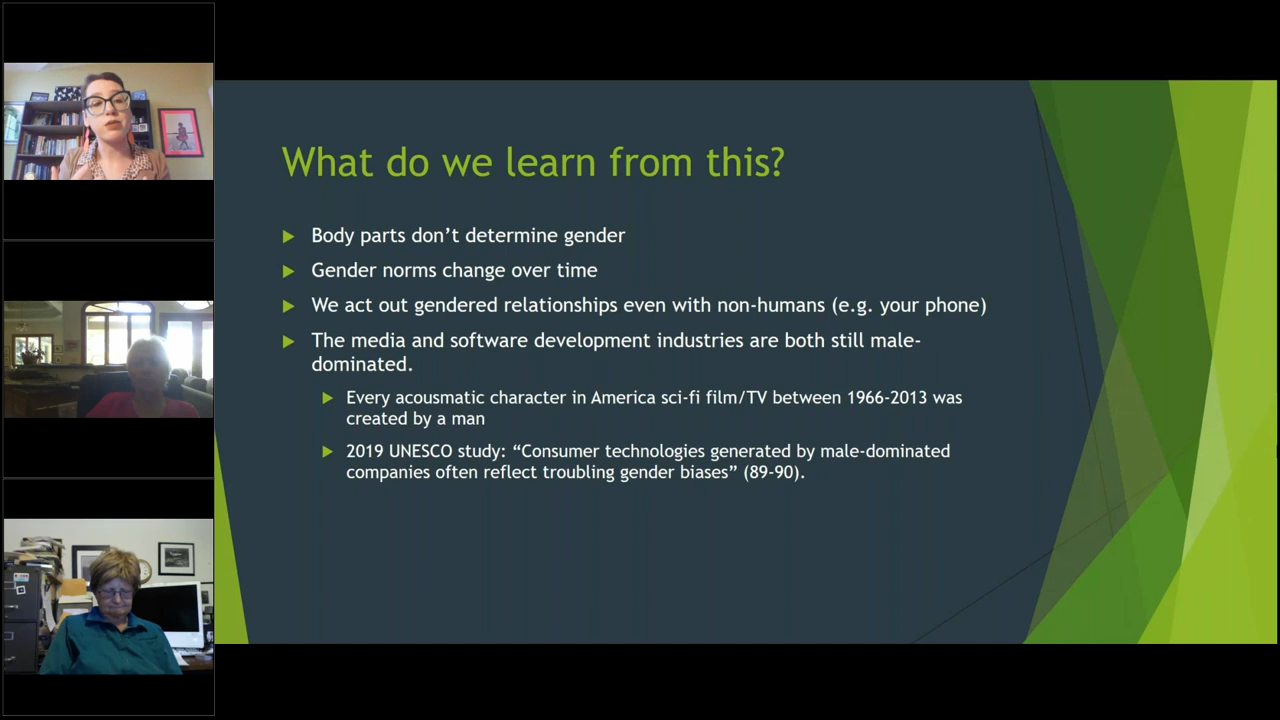 What do we learn from this?
Body parts don't determine gender
Gender norms change over time
We act out gendered relationships even with non-humans (e.g. your phone)
The media and software development industries are both still male-
dominated.
Every acousmatic character in America sci-fi film/TV between 1966-2013 was
created by a man
2019 UNESCO study: “Consumer technologies generated by male-dominated
companies often reflect troubling gender biases” (89-90).